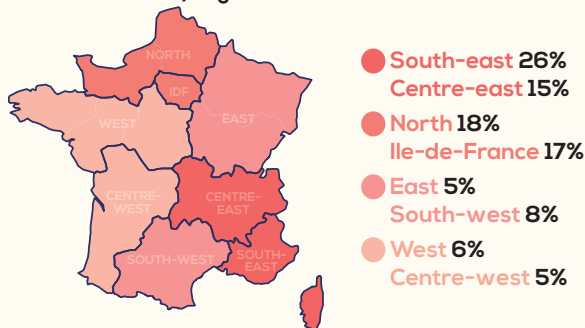 NORTH
IDF
WEST
EAST
CENTRE-
WEST
CENTRE-
EAST
SOUTH-WEST
SOUTH-
EAST
South-east 26%
Centre-east 15%
North 18%
Ile-de-France 17%
East 5%
South-west 8%
West 6%
Centre-west 5%